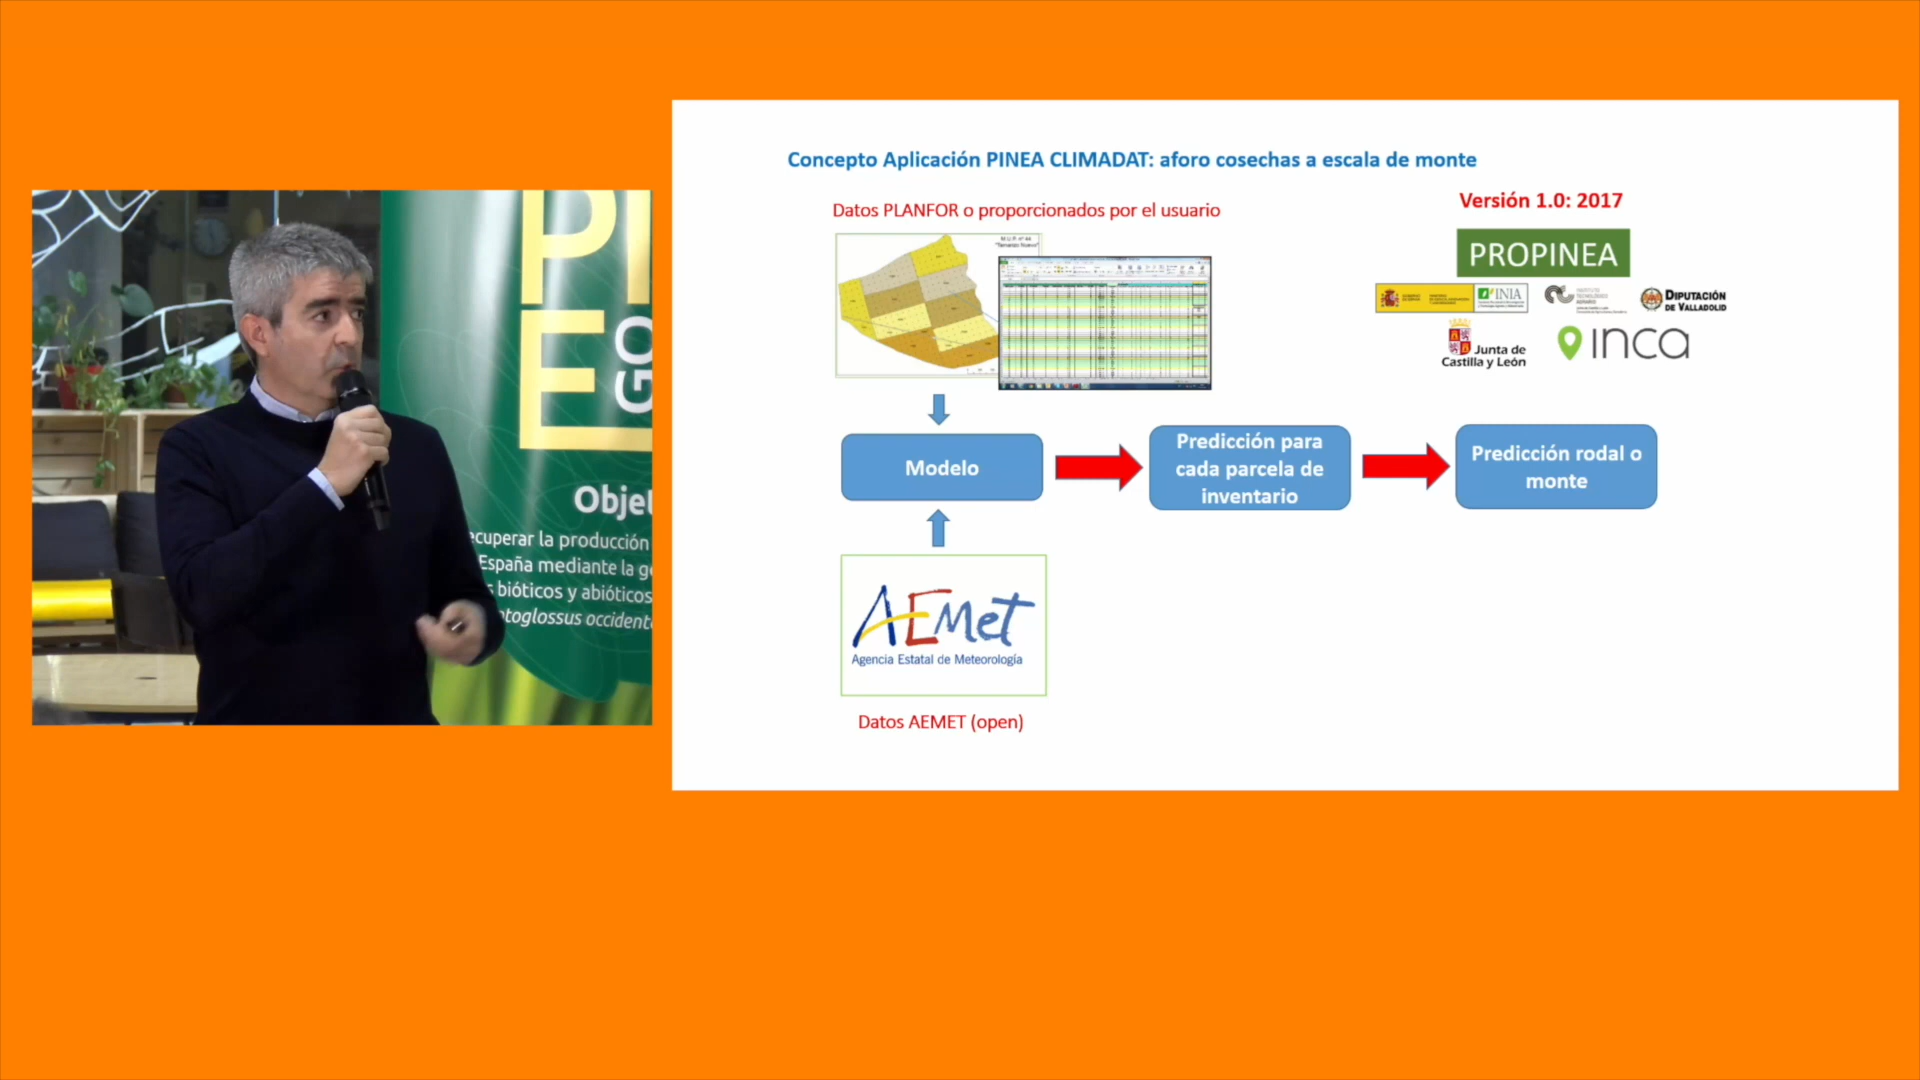 Concepto Aplicación PINEA CLIMADAT: aforo cosechas a escala de monte
Datos PLANFOR o proporcionados por el usuario
Versión 1.0: 2017
PROPINEA
INIA
DIPUTACIÓN
DE VALLADOLID
Junta de
Castilla y León
inca
Modelo
Predicción para
cada parcela de
inventario
Predicción rodal o
monte
AEMet
Agencia Estatal de Meteorología
Datos AEMET (open)
PI
E
O
G
Objet
ecuperar la producción
España mediante la g
s bióticos y abióticos
toglossus occident